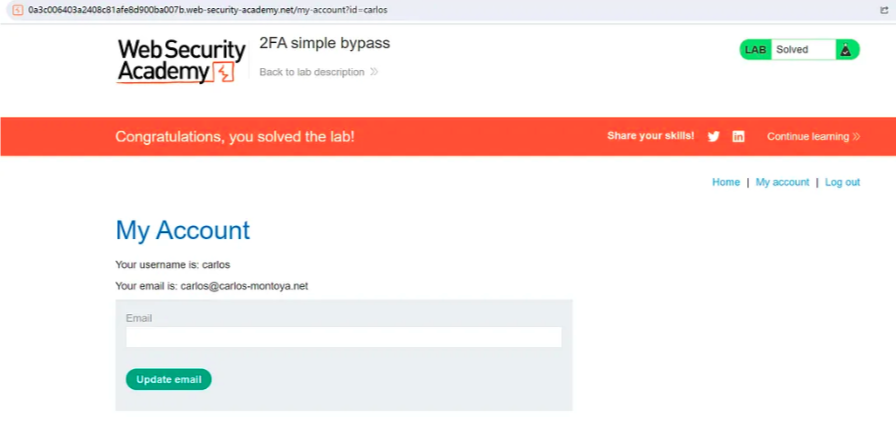 0a3c006403a2408c81afe8d900ba007b.web-security-academy.net/my-account?id=carlos
WebSecurity Academy
2FA simple bypass
Back to lab description
LAB Solved
Congratulations, you solved the lab!
Share your skills!
Continue learning
Home | My account | Log out
My Account
Your username is: carlos
Your email is: carlos@carlos-montoya.net
Email
Update email